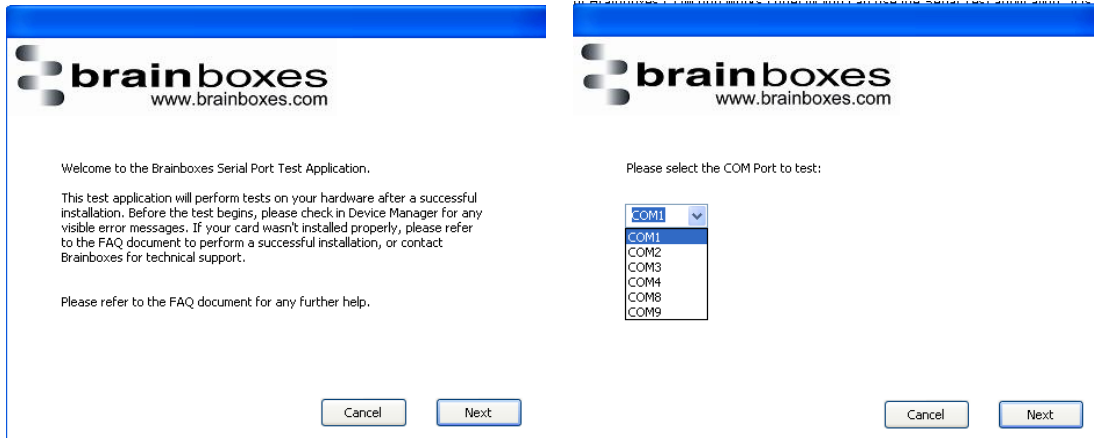 brainboxes
www.brainboxes.com
Welcome to the Brainboxes Serial Port Test Application.
This test application will perform tests on your hardware after a successful
installation. Before the test begins, please check in Device Manager for any
visible error messages. If your card wasn't installed properly, please refer
to the FAQ document to perform a successful installation, or contact
Brainboxes for technical support.
Please refer to the FAQ document for any further help.
Cancel Next
brainboxes
www.brainboxes.com
Please select the COM Port to test:
COM1
COM1
COM2
COM3
COM4
COM8
COM9
Cancel Next